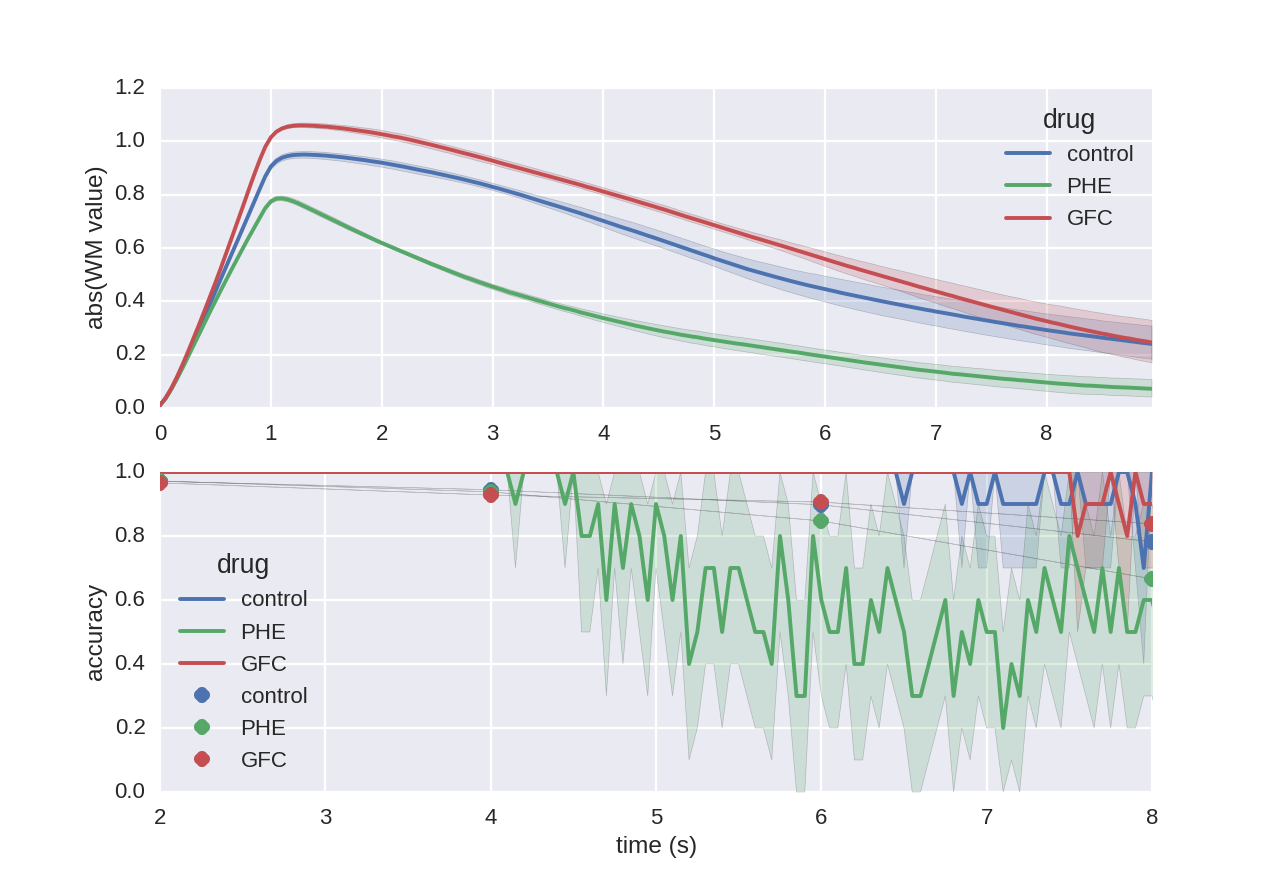 1.2
1.0
0.8
0.6
0.4
0.2
0.0
abs(WM value)
drug
control
PHE
GFC
0 1 2 3 4 5 6 7 8
1.0
0.8
0.6
0.4
0.2
0.0
accuracy
drug
control
PHE
GFC
control
PHE
GFC
2 3 4 5 6 7 8
time (s)